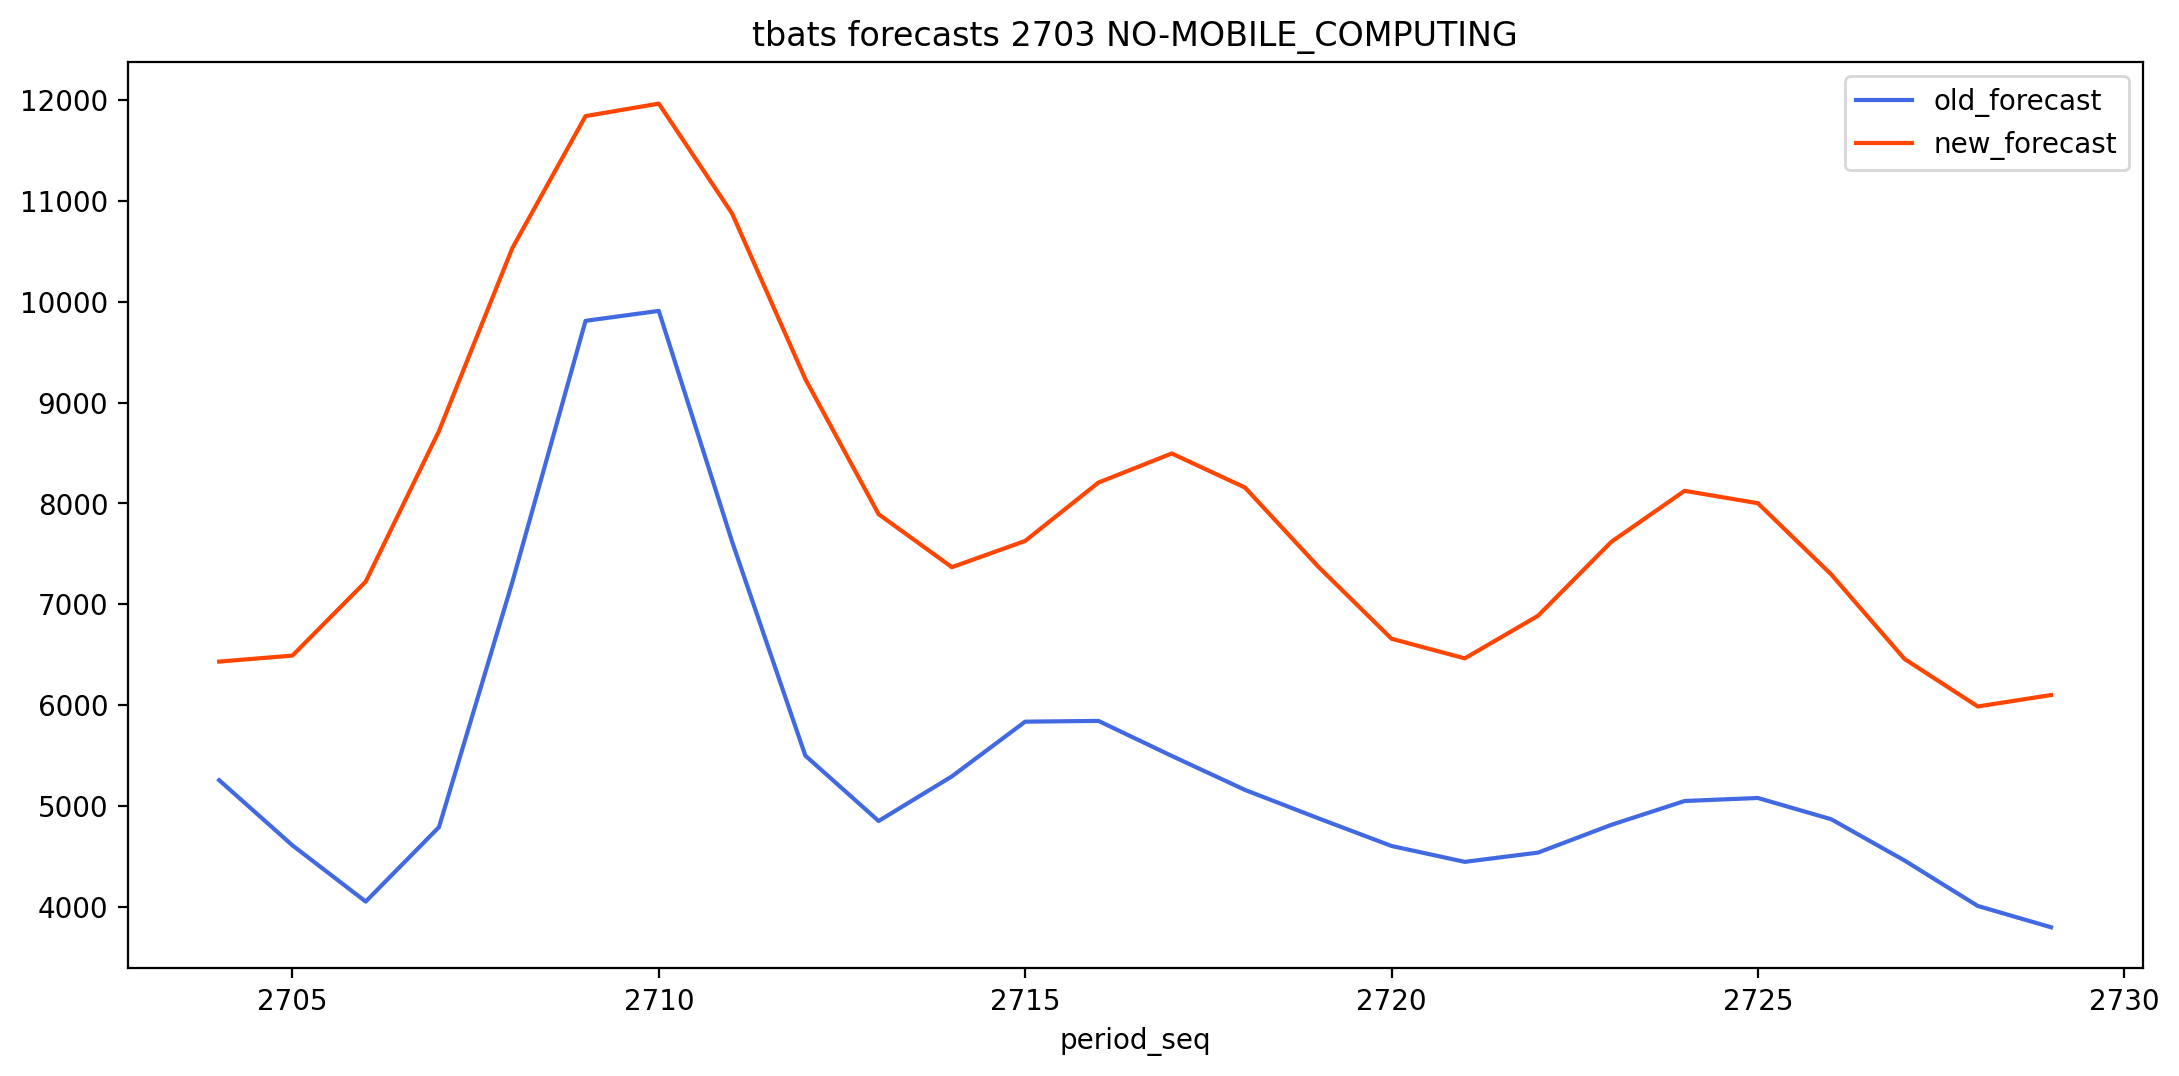 tbats forecasts 2703 NO-MOBILE_COMPUTING
old_forecast
new_forecast
12000
11000
10000
9000
8000
7000
6000
5000
4000
2705 2710 2715 2720 2725 2730
period_seq